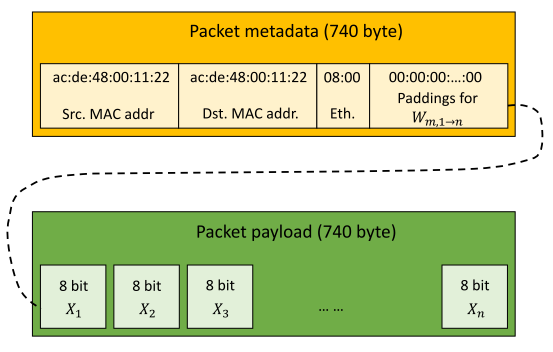 Packet metadata (740 byte)
ac:de:48:00:11:22 ac:de:48:00:11:22 08:00 00:00:00:...:00
Src. MAC addr Dst. MAC addr. Eth. Paddings for
W_{m,1→n}
Packet payload (740 byte)
8 bit 8 bit 8 bit 8 bit
X_1 X_2 X_3 ... ... X_n